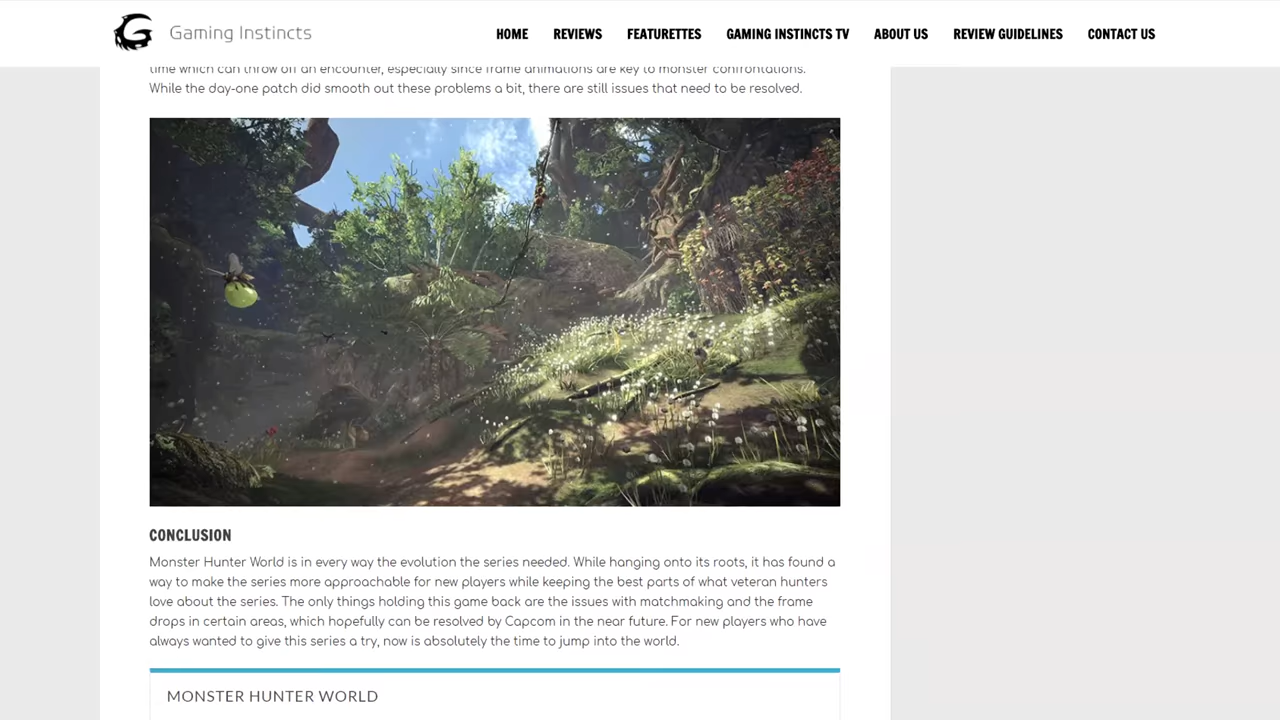 Gaming Instincts
HOME REVIEWS FEATURETTES GAMING INSTINCTS TV ABOUT US REVIEW GUIDELINES CONTACT US
time which can throw off an encounter, especially since frame animations are key to monster confrontations.
While the day-one patch did smooth out these problems a bit, there are still issues that need to be resolved.
CONCLUSION
Monster Hunter World is in every way the evolution the series needed. While hanging onto its roots, it has found a
way to make the series more approachable for new players while keeping the best parts of what veteran hunters
love about the series. The only things holding this game back are the issues with matchmaking and the frame
drops in certain areas, which hopefully can be resolved by Capcom in the near future. For new players who have
always wanted to give this series a try, now is absolutely the time to jump into the world.
MONSTER HUNTER WORLD